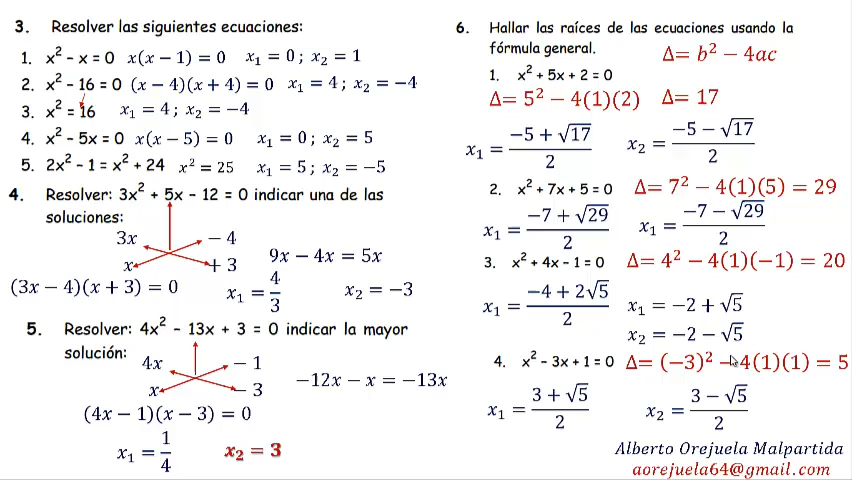 3. Resolver las siguientes ecuaciones:
1. x² - x = 0 x(x − 1) = 0 x₁ = 0 ; x₂ = 1
2. x² - 16 = 0 (x − 4)(x + 4) = 0 x₁ = 4 ; x₂ = −4
3. x² = 16 x₁ = 4 ; x₂ = −4
4. x² - 5x = 0 x(x − 5) = 0 x₁ = 0 ; x₂ = 5
5. 2x² - 1 = x² + 24 x² = 25 x₁ = 5 ; x₂ = −5
4. Resolver: 3x² + 5x - 12 = 0 indicar una de las
soluciones:
3x − 4
x + 3
9x − 4x = 5x
(3x − 4)(x + 3) = 0
x₁ = 4/3 x₂ = −3
5. Resolver: 4x² - 13x + 3 = 0 indicar la mayor
solución:
4x − 1
x − 3
−12x − x = −13x
(4x − 1)(x − 3) = 0
x₁ = 1/4 x₂ = 3
6. Hallar las raíces de las ecuaciones usando la
fórmula general.
Δ= b² − 4ac
1. x² + 5x + 2 = 0
Δ= 5² − 4(1)(2) Δ= 17
x₁ = (−5 + √17)/2 x₂ = (−5 − √17)/2
2. x² + 7x + 5 = 0 Δ= 7² − 4(1)(5) = 29
x₁ = (−7 + √29)/2 x₁ = (−7 − √29)/2
3. x² + 4x - 1 = 0 Δ= 4² − 4(1)(−1) = 20
x₁ = (−4 + 2√5)/2 x₁ = −2 + √5
x₂ = −2 − √5
4. x² - 3x + 1 = 0 Δ= (−3)² − 4(1)(1) = 5
x₁ = (3 + √5)/2 x₂ = (3 − √5)/2
Alberto Orejuela Malpartida
aorejuela64@gmail.com